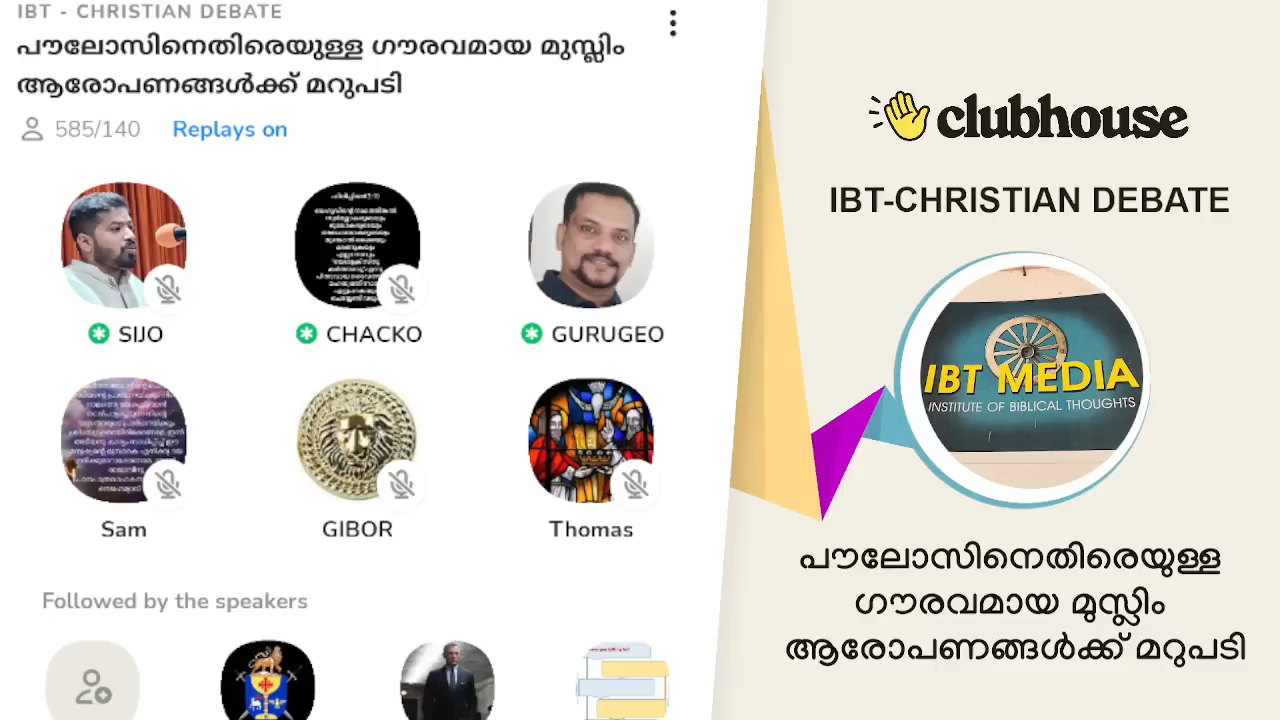 IBT - CHRISTIAN DEBATE
പൗലോസിനെതിരെയുള്ള ഗൗരവമായ മുസ്ലിം
ആരോപണങ്ങൾക്ക് മറുപടി
585/140 Replays on
SIJO
CHACKO
GURUGEO
Sam
GIBOR
Thomas
Followed by the speakers
clubhouse
IBT-CHRISTIAN DEBATE
IBT MEDIA
INSTITUTE OF BIBLICAL THOUGHTS
പൗലോസിനെതിരെയുള്ള
ഗൗരവമായ മുസ്ലിം
ആരോപണങ്ങൾക്ക് മറുപടി